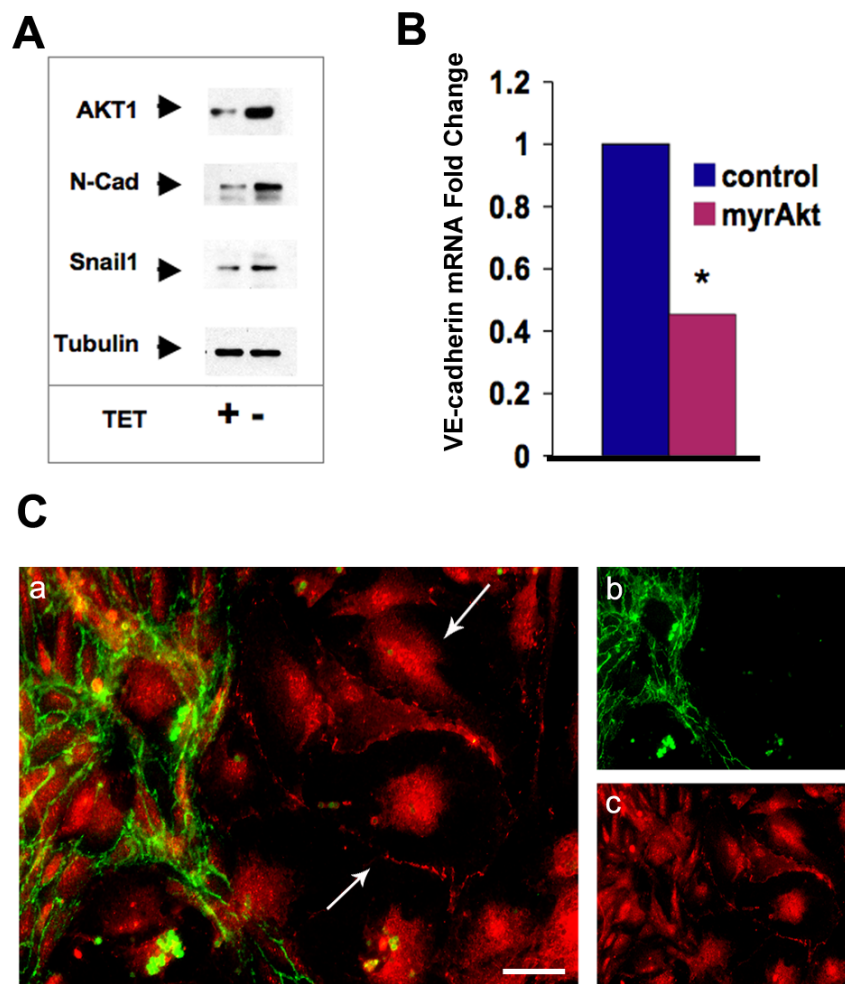 A
AKT1
N-Cad
Snail1
Tubulin
TET + -
B
VE-cadherin mRNA Fold Change
1.2
1
0.8
0.6
0.4
0.2
0
control
myrAkt
*
C
a
b
c